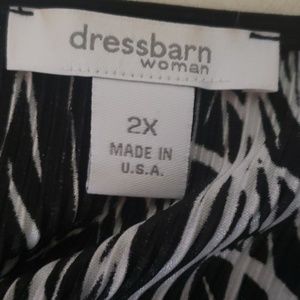 dressbarn
woman
2X
MADE IN
U.S.A.